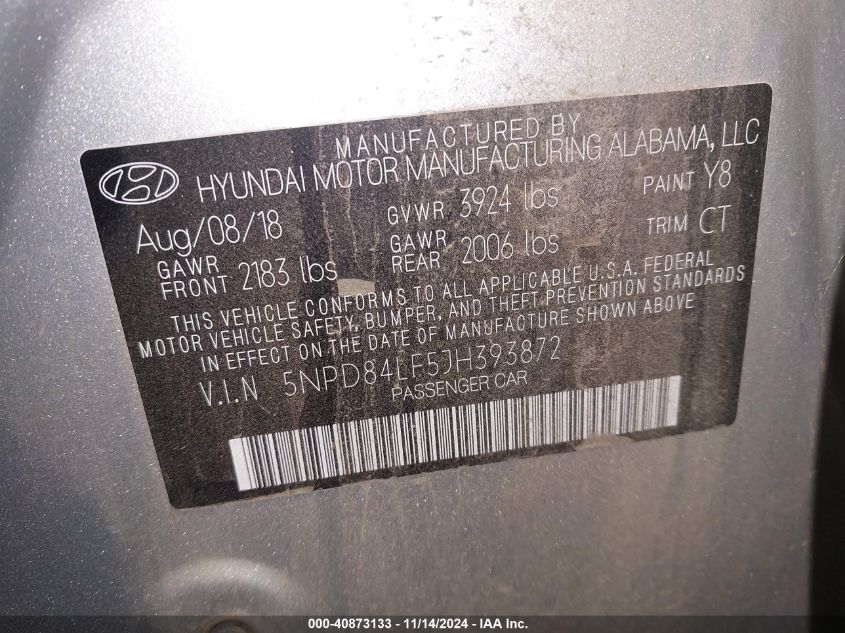 MANUFACTURED BY
HYUNDAI MOTOR MANUFACTURING ALABAMA, LLC
Aug/08/18 GVWR 3924 lbs PAINT Y8
GAWR FRONT 2183 lbs GAWR REAR 2006 lbs TRIM CT
THIS VEHICLE CONFORMS TO ALL APPLICABLE U.S.A. FEDERAL
MOTOR VEHICLE SAFETY, BUMPER, AND THEFT PREVENTION STANDARDS
IN EFFECT ON THE DATE OF MANUFACTURE SHOWN ABOVE
V.I.N 5NPD84LF5JH393872
PASSENGER CAR
000-40873133 - 11/14/2024 - IAA Inc.